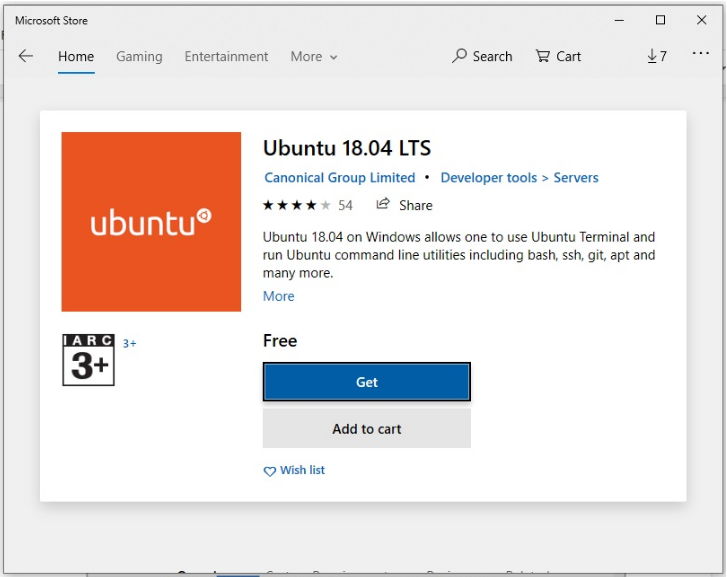 Microsoft Store
Home Gaming Entertainment More Search Cart 7
ubuntu
Ubuntu 18.04 LTS
Canonical Group Limited • Developer tools > Servers
54 Share
Ubuntu 18.04 on Windows allows one to use Ubuntu Terminal and
run Ubuntu command line utilities including bash, ssh, git, apt and
many more.
More
IARC
3+
3+
Free
Get
Add to cart
Wish list